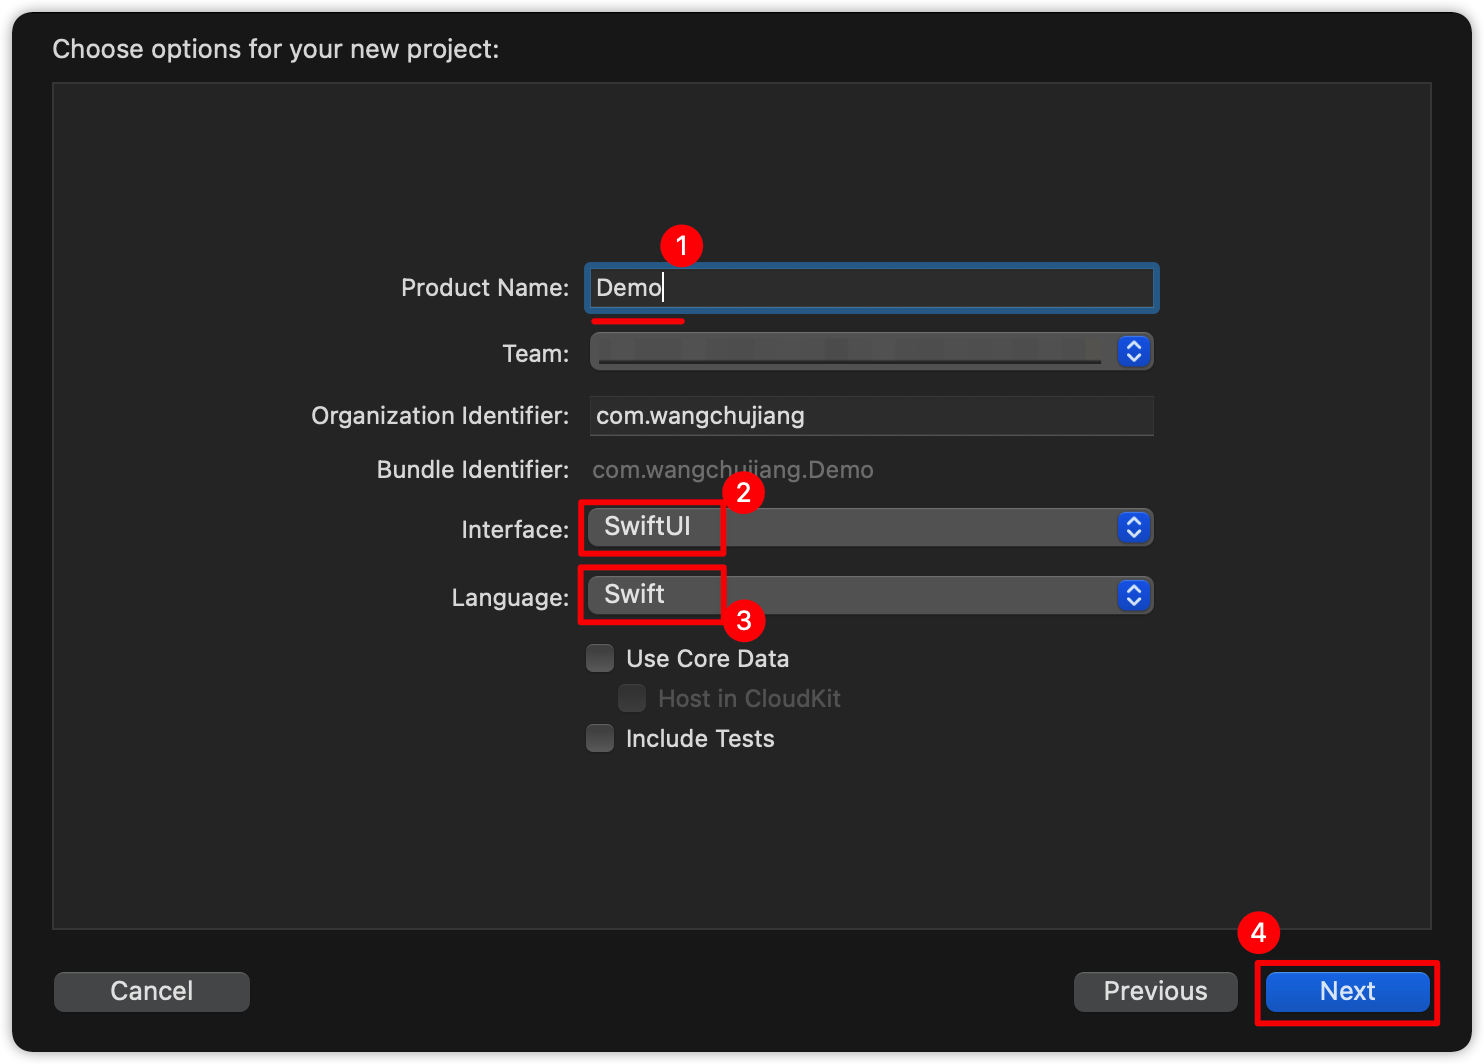 Choose options for your new project:
1
Product Name: Demo
Team:
Organization Identifier: com.wangchujiang
Bundle Identifier: com.wangchujiang.Demo
2
Interface: SwiftUI
Language: Swift
3
Use Core Data
Host in CloudKit
Include Tests
4
Cancel Previous Next